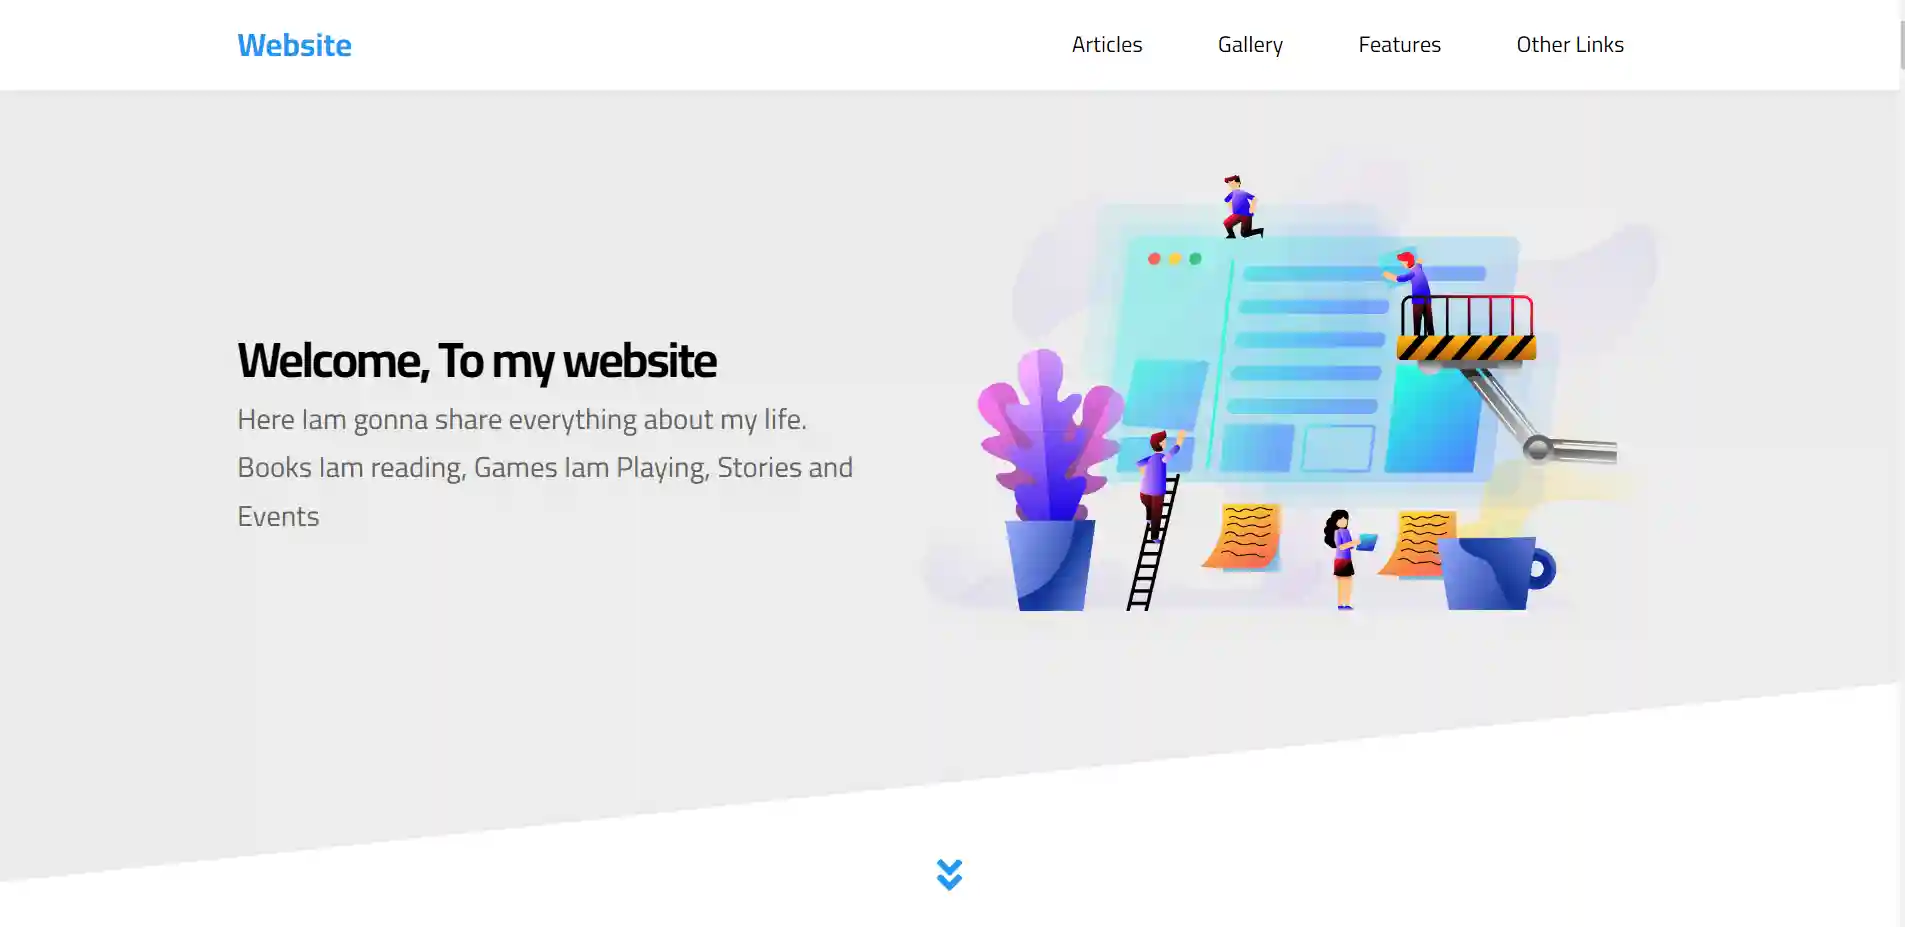 Website
Articles
Gallery
Features
Other Links
Welcome, To my website
Here Iam gonna share everything about my life.
Books Iam reading, Games Iam Playing, Stories and
Events